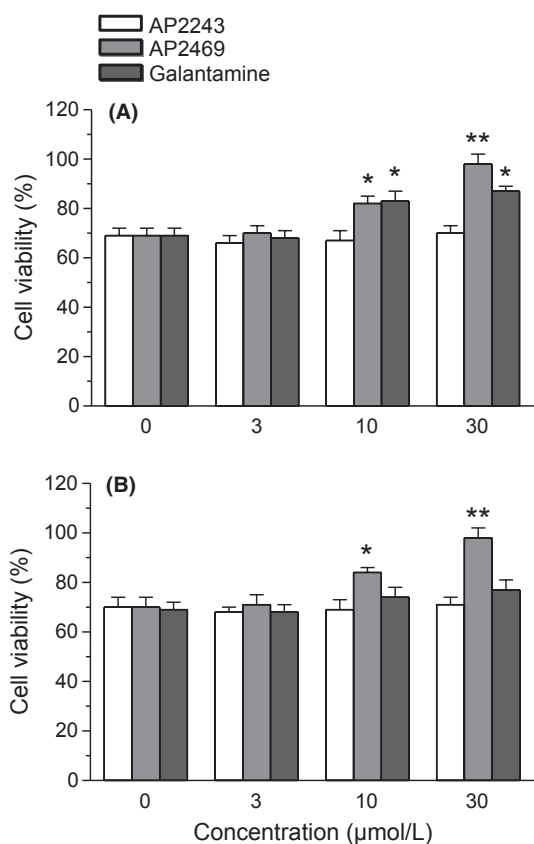 AP2243
AP2469
Galantamine
(A)
120
100
80
60
40
20
0
Cell viability (%)
* * ** *
0 3 10 30
(B)
120
100
80
60
40
20
0
Cell viability (%)
* **
0 3 10 30
Concentration (µmol/L)